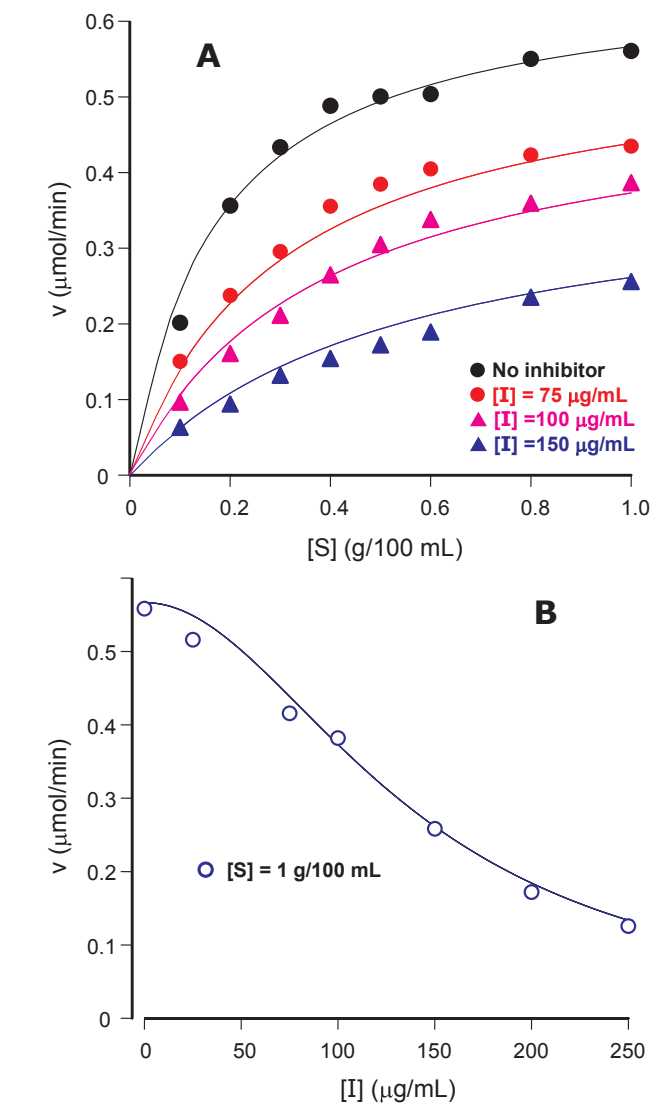 A
0.6
0.5
0.4
0.3
0.2
0.1
0
v (μmol/min)
No inhibitor
[I] = 75 μg/mL
[I] =100 μg/mL
[I] =150 μg/mL
0 0.2 0.4 0.6 0.8 1.0
[S] (g/100 mL)
B
0.5
0.4
0.3
0.2
0.1
0
v (μmol/min)
[S] = 1 g/100 mL
0 50 100 150 200 250
[I] (μg/mL)